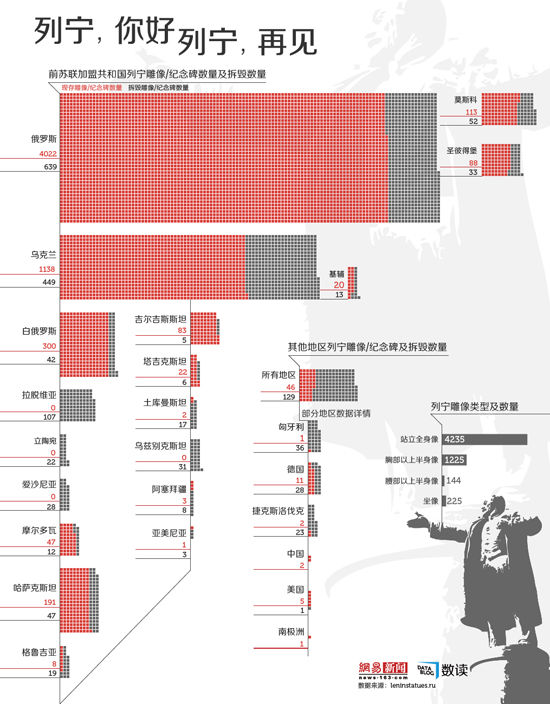 列宁，你好
列宁，再见
前苏联加盟共和国列宁雕像/纪念碑数量及拆毁数量
现存雕像/纪念碑数量 拆毁雕像/纪念碑数量
俄罗斯
4022
639
莫斯科
113
52
圣彼得堡
88
33
乌克兰
1138
449
基辅
20
13
白俄罗斯
300
42
拉脱维亚
0
107
立陶宛
0
22
爱沙尼亚
0
28
摩尔多瓦
47
12
哈萨克斯坦
191
47
格鲁吉亚
8
19
吉尔吉斯斯坦
83
5
塔吉克斯坦
22
6
土库曼斯坦
2
17
乌兹别克斯坦
0
31
阿塞拜疆
3
8
亚美尼亚
1
3
其他地区列宁雕像/纪念碑及拆毁数量
所有地区
46
129
部分地区数据详情
匈牙利
1
36
德国
11
28
捷克斯洛伐克
2
23
中国
2
美国
5
1
南极洲
1
列宁雕像类型及数量
站立全身像 4235
胸部以上半身像 1225
腰部以上半身像 144
坐像 225
網易新闻
news·163.com
DATA BLOG 数读
数据来源：leninstatues.ru